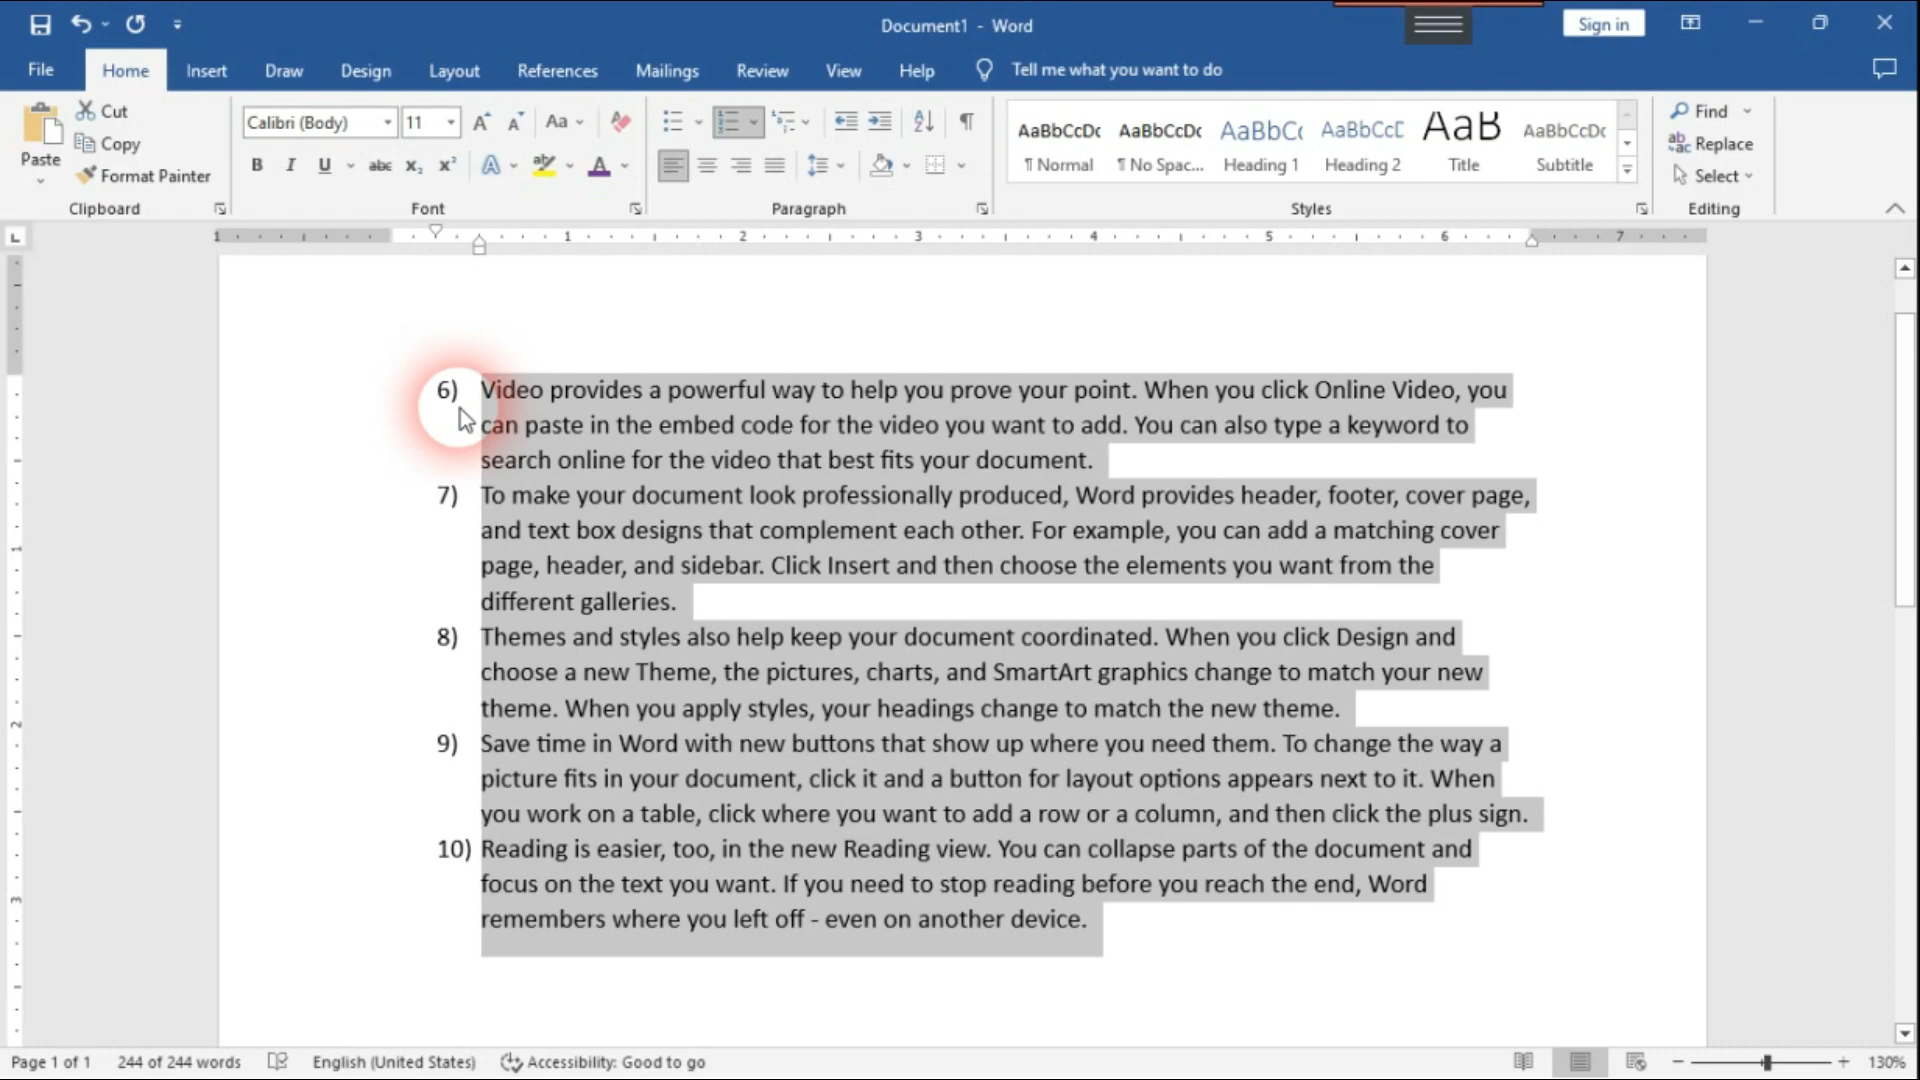 Document1 - Word
Sign in
File Home Insert Draw Design Layout References Mailings Review View Help Tell me what you want to do
Paste
Cut
Copy
Format Painter
Clipboard
Calibri (Body) 11 Aa
B I U abc x₂ x² A A
Font
Paragraph
AaBbCcDc AaBbCcDc AaBbC AaBbCcD AaB AaBbCcDc
¶ Normal ¶ No Spac... Heading 1 Heading 2 Title Subtitle
Styles
Find
Replace
Select
Editing
1 1 2 3 4 5 6 7
6) Video provides a powerful way to help you prove your point. When you click Online Video, you
can paste in the embed code for the video you want to add. You can also type a keyword to
search online for the video that best fits your document.
7) To make your document look professionally produced, Word provides header, footer, cover page,
and text box designs that complement each other. For example, you can add a matching cover
page, header, and sidebar. Click Insert and then choose the elements you want from the
different galleries.
8) Themes and styles also help keep your document coordinated. When you click Design and
choose a new Theme, the pictures, charts, and SmartArt graphics change to match your new
theme. When you apply styles, your headings change to match the new theme.
9) Save time in Word with new buttons that show up where you need them. To change the way a
picture fits in your document, click it and a button for layout options appears next to it. When
you work on a table, click where you want to add a row or a column, and then click the plus sign.
10) Reading is easier, too, in the new Reading view. You can collapse parts of the document and
focus on the text you want. If you need to stop reading before you reach the end, Word
remembers where you left off - even on another device.
1
2
3
Page 1 of 1 244 of 244 words English (United States) Accessibility: Good to go 130%